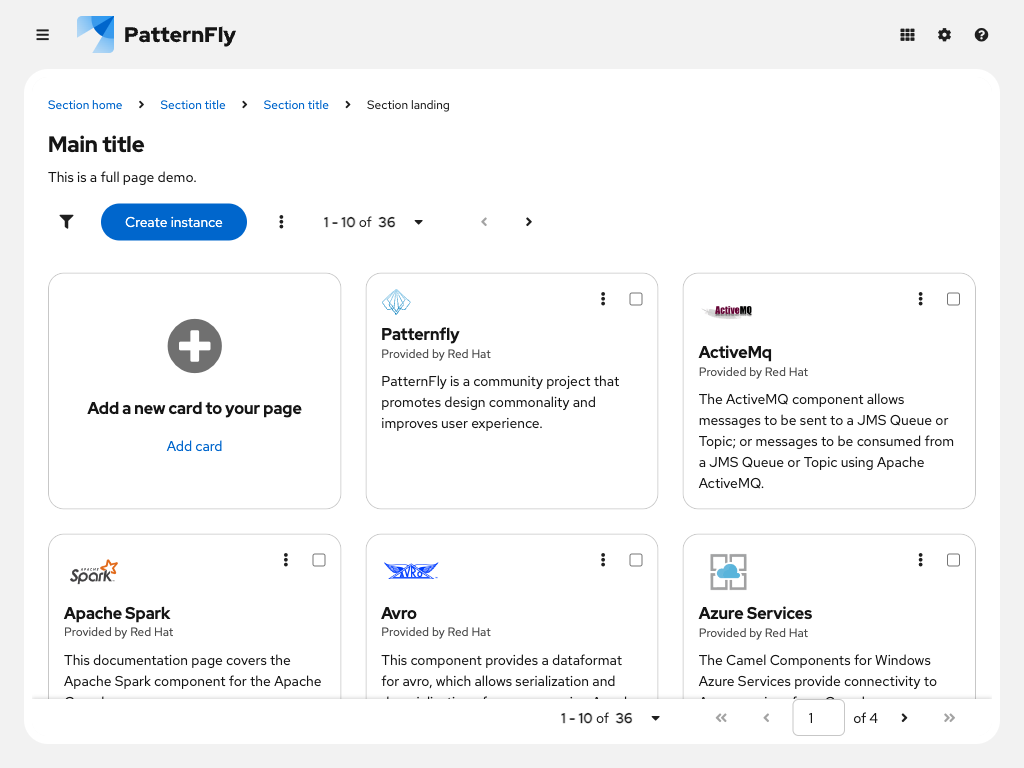 PatternFly
Section home Section title Section title Section landing
Main title
This is a full page demo.
Create instance 1 - 10 of 36
Add a new card to your page
Add card
Patternfly
Provided by Red Hat
PatternFly is a community project that
promotes design commonality and
improves user experience.
ActiveMQ
ActiveMq
Provided by Red Hat
The ActiveMQ component allows
messages to be sent to a JMS Queue or
Topic; or messages to be consumed from
a JMS Queue or Topic using Apache
ActiveMQ.
APACHE
Spark
Apache Spark
Provided by Red Hat
This documentation page covers the
Apache Spark component for the Apache
AVRO
Avro
Provided by Red Hat
This component provides a dataformat
for avro, which allows serialization and
Azure Services
Provided by Red Hat
The Camel Components for Windows
Azure Services provide connectivity to
1 - 10 of 36 1 of 4